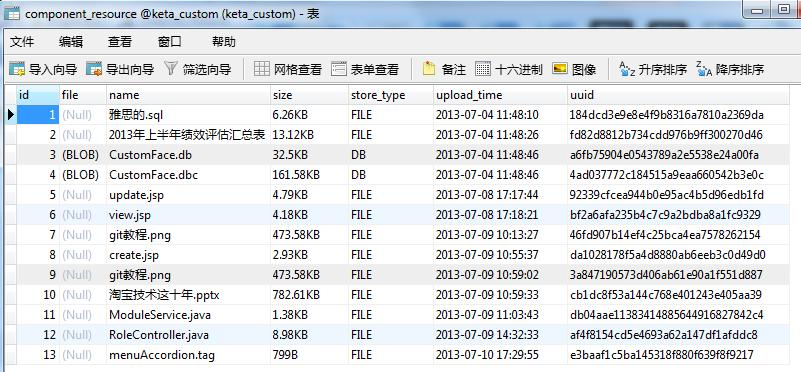 component_resource @keta_custom (keta_custom) - 表
文件 编辑 查看 窗口 帮助
导入向导 导出向导 筛选向导 网格查看 表单查看 备注 十六进制 图像 升序排序 降序排序
id file name size store_type upload_time uuid
1 (Null) 雅思的.sql 6.26KB FILE 2013-07-04 11:48:10 184dcd3e9e8e4f9b8316a7810a2369da
2 (Null) 2013年上半年绩效评估汇总表 13.12KB FILE 2013-07-04 11:48:26 fd82d8812b734cdd976b9ff300270d46
3 (BLOB) CustomFace.db 32.5KB DB 2013-07-04 11:48:46 a6fb75904e0543789a2e5538e24a00fa
4 (BLOB) CustomFace.dbc 161.58KB DB 2013-07-04 11:48:46 4ad037772c184515a9eaa660542b3e0c
5 (Null) update.jsp 4.79KB FILE 2013-07-08 17:17:44 92339cfcea944b0e95ac4b5d96edb1fd
6 (Null) view.jsp 4.18KB FILE 2013-07-08 17:18:21 bf2a6afa235b4c7c9a2bdba8a1fc9329
7 (Null) git教程.png 473.58KB FILE 2013-07-09 10:13:27 46fd907b14ef4c25bca4ea7578262154
8 (Null) create.jsp 2.93KB FILE 2013-07-09 10:55:37 da1028178f5a4d8880ab6eeb3c0d49d0
9 (Null) git教程.png 473.58KB FILE 2013-07-09 10:59:02 3a847190573d406ab61e90a1f551d887
10 (Null) 淘宝技术这十年.pptx 782.61KB FILE 2013-07-09 10:59:33 cb1dc8f53a144c768e401243e405aa39
11 (Null) ModuleService.java 1.38KB FILE 2013-07-09 11:03:43 db04aae1138341488564491682​7842c4
12 (Null) RoleController.java 8.98KB FILE 2013-07-09 14:32:33 af4f8154cd5e4693a62a147df1afddc8
13 (Null) menuAccordion.tag 799B FILE 2013-07-10 17:29:55 e3baaf1c5ba145318f880f639f8f9217